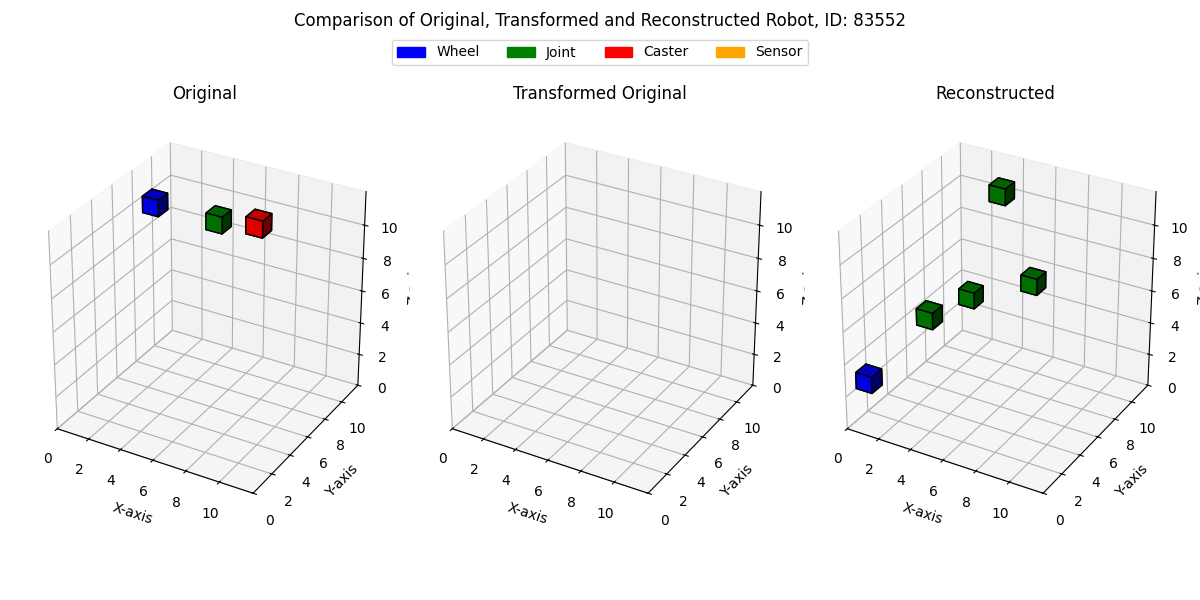 Comparison of Original, Transformed and Reconstructed Robot, ID: 83552
Wheel Joint Caster Sensor
Original
Transformed Original
Reconstructed
0 2 4 6 8 10
X-axis
0 2 4 6 8 10
Y-axis
0 2 4 6 8 10
0 2 4 6 8 10
X-axis
0 2 4 6 8 10
Y-axis
0 2 4 6 8 10
0 2 4 6 8 10
X-axis
0 2 4 6 8 10
Y-axis
0 2 4 6 8 10